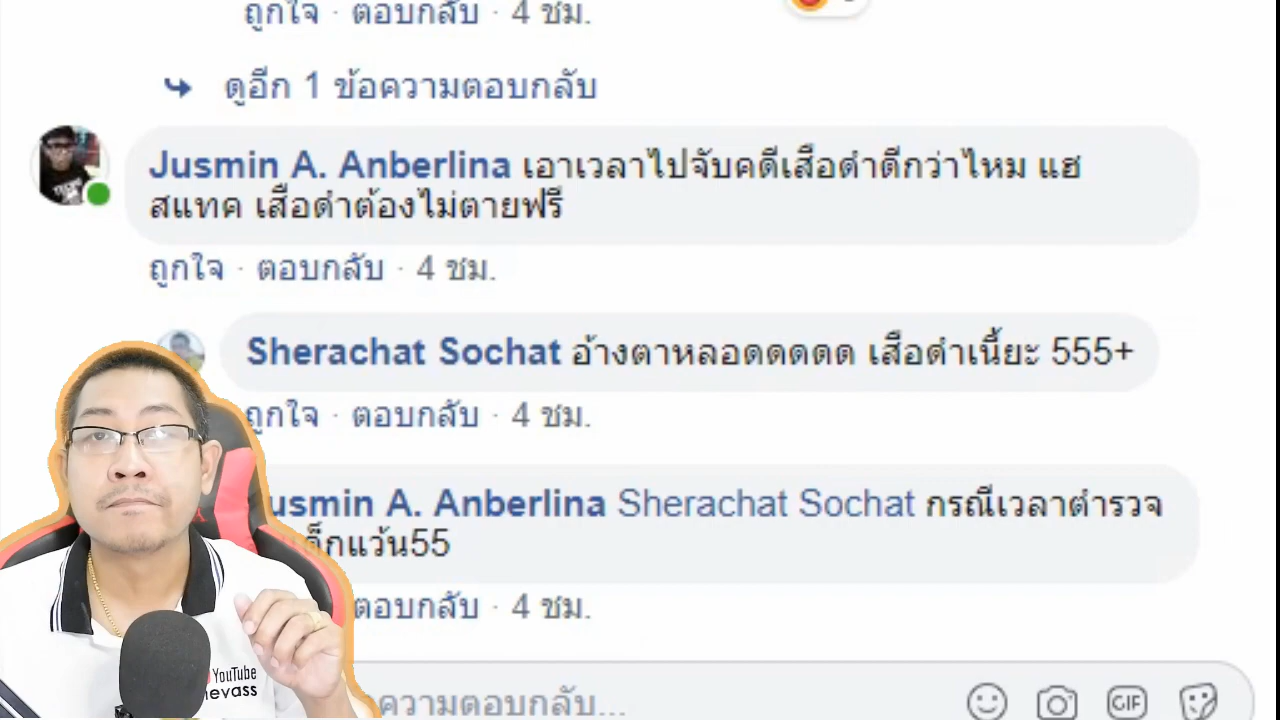 ถูกใจ · ตอบกลับ · 4 ชม.
ดูอีก 1 ข้อความตอบกลับ
Jusmin A. Anberlina เอาเวลาไปจับคดีเสือดำดีกว่าไหม แฮ
สแทค เสือดำต้องไม่ตายฟรี
ถูกใจ · ตอบกลับ · 4 ชม.
Sherachat Sochat อ้างตาหลอดดดดด เสือดำเนี้ยะ 555+
ถูกใจ · ตอบกลับ · 4 ชม.
usmin A. Anberlina Sherachat Sochat กรณีเวลาตำรวจ
ด็กแว้น55
ตอบกลับ · 4 ชม.
ความตอบกลับ...
GIF
YouTube
evass